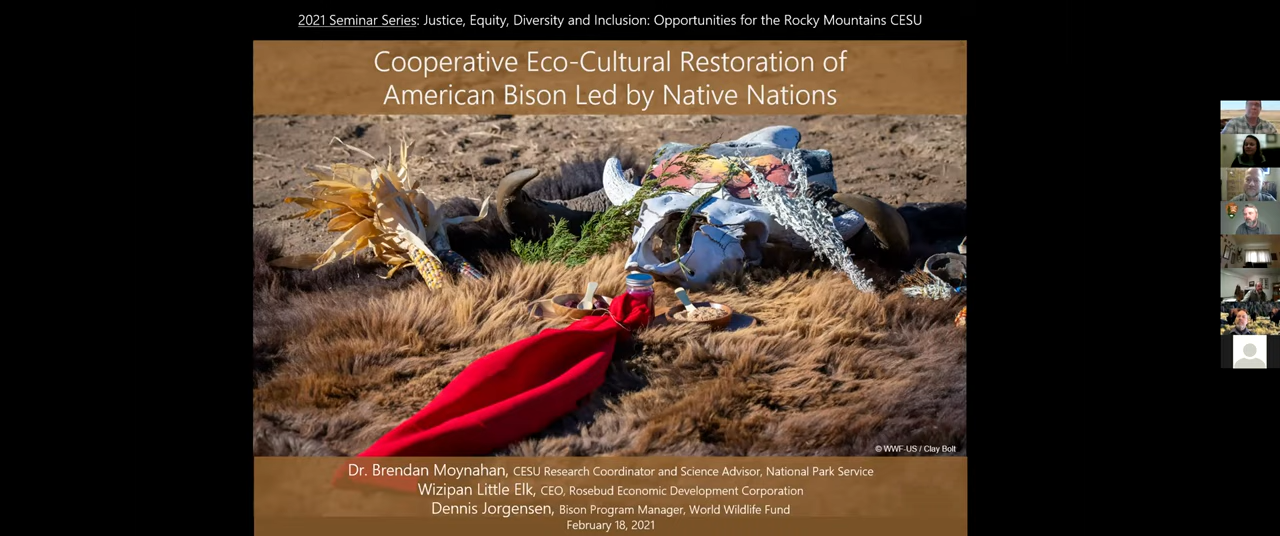 2021 Seminar Series: Justice, Equity, Diversity and Inclusion: Opportunities for the Rocky Mountains CESU
Cooperative Eco-Cultural Restoration of
American Bison Led by Native Nations
© WWF-US / Clay Bolt
Dr. Brendan Moynahan, CESU Research Coordinator and Science Advisor, National Park Service
Wizipan Little Elk, CEO, Rosebud Economic Development Corporation
Dennis Jorgensen, Bison Program Manager, World Wildlife Fund
February 18, 2021